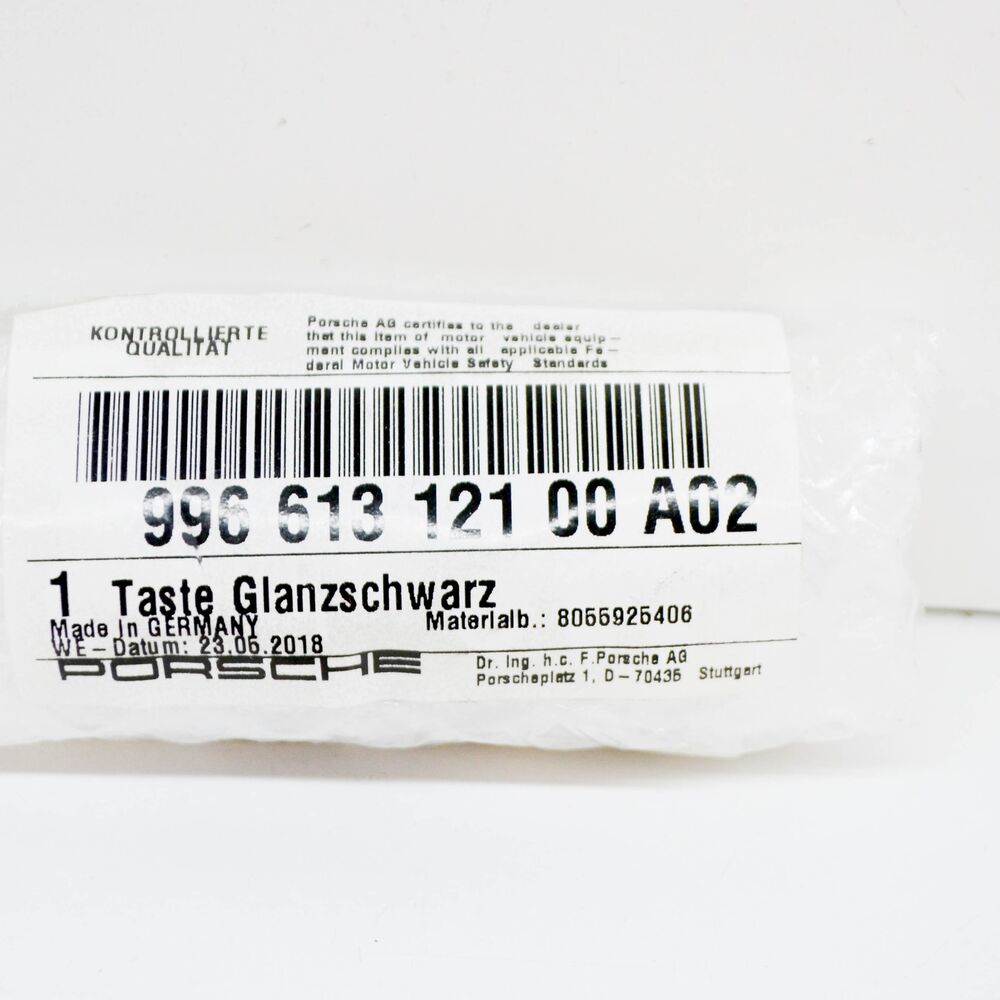 KONTROLLIERTE
QUALITÄT
Porsche AG certifies to the dealer
that this item of motor vehicle equip-
ment complies with all applicable Fe-
deral Motor Vehicle Safety Standards
996 613 121 00 A02
1 Taste Glanzschwarz
Made in GERMANY
Materialb.: 8055925406
WE-Datum: 23.05.2018
PORSCHE
Dr. Ing. h.c. F.Porsche AG
Porscheplatz 1, D-70435 Stuttgart